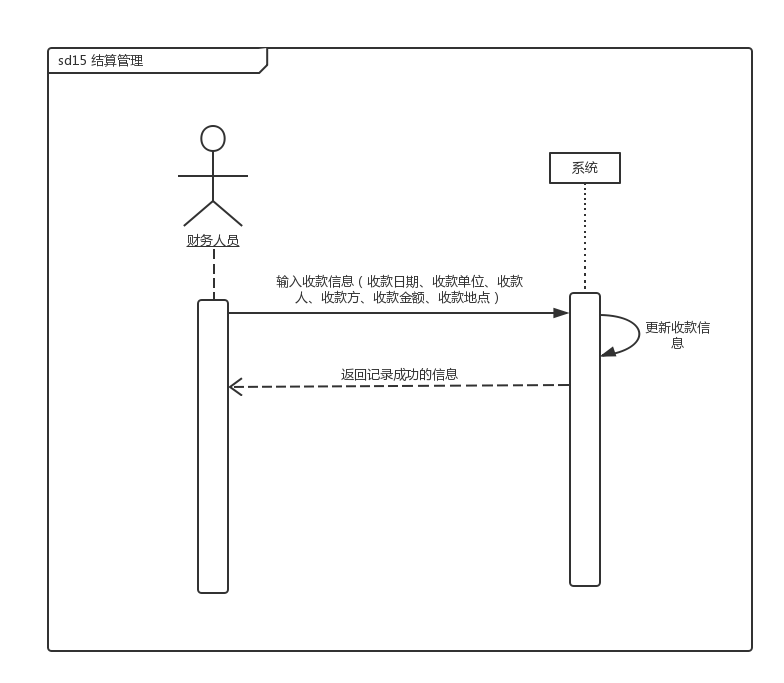 sd15 结算管理
财务人员
系统
输入收款信息（收款日期、收款单位、收款
人、收款方、收款金额、收款地点）
更新收款信
息
返回记录成功的信息